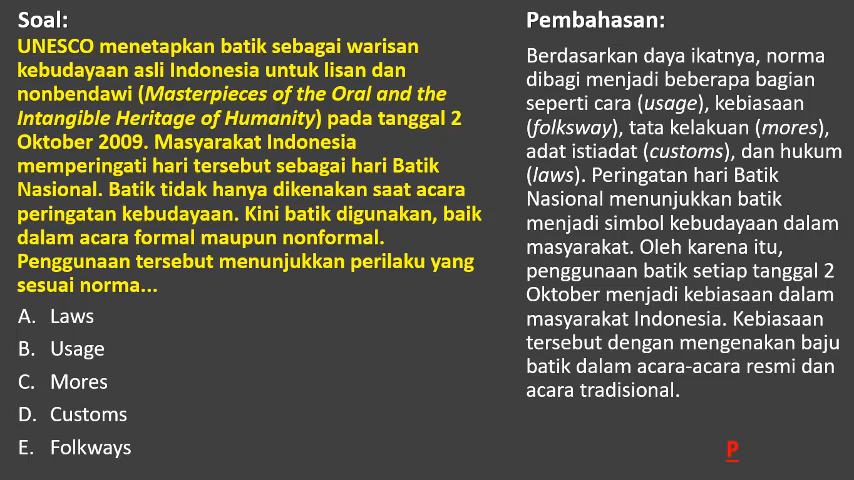 Soal:
UNESCO menetapkan batik sebagai warisan
kebudayaan asli Indonesia untuk lisan dan
nonbendawi (Masterpieces of the Oral and the
Intangible Heritage of Humanity) pada tanggal 2
Oktober 2009. Masyarakat Indonesia
memperingati hari tersebut sebagai hari Batik
Nasional. Batik tidak hanya dikenakan saat acara
peringatan kebudayaan. Kini batik digunakan, baik
dalam acara formal maupun nonformal.
Penggunaan tersebut menunjukkan perilaku yang
sesuai norma...
A. Laws
B. Usage
C. Mores
D. Customs
E. Folkways
Pembahasan:
Berdasarkan daya ikatnya, norma
dibagi menjadi beberapa bagian
seperti cara (usage), kebiasaan
(folksway), tata kelakuan (mores),
adat istiadat (customs), dan hukum
(laws). Peringatan hari Batik
Nasional menunjukkan batik
menjadi simbol kebudayaan dalam
masyarakat. Oleh karena itu,
penggunaan batik setiap tanggal 2
Oktober menjadi kebiasaan dalam
masyarakat Indonesia. Kebiasaan
tersebut dengan mengenakan baju
batik dalam acara-acara resmi dan
acara tradisional.
P